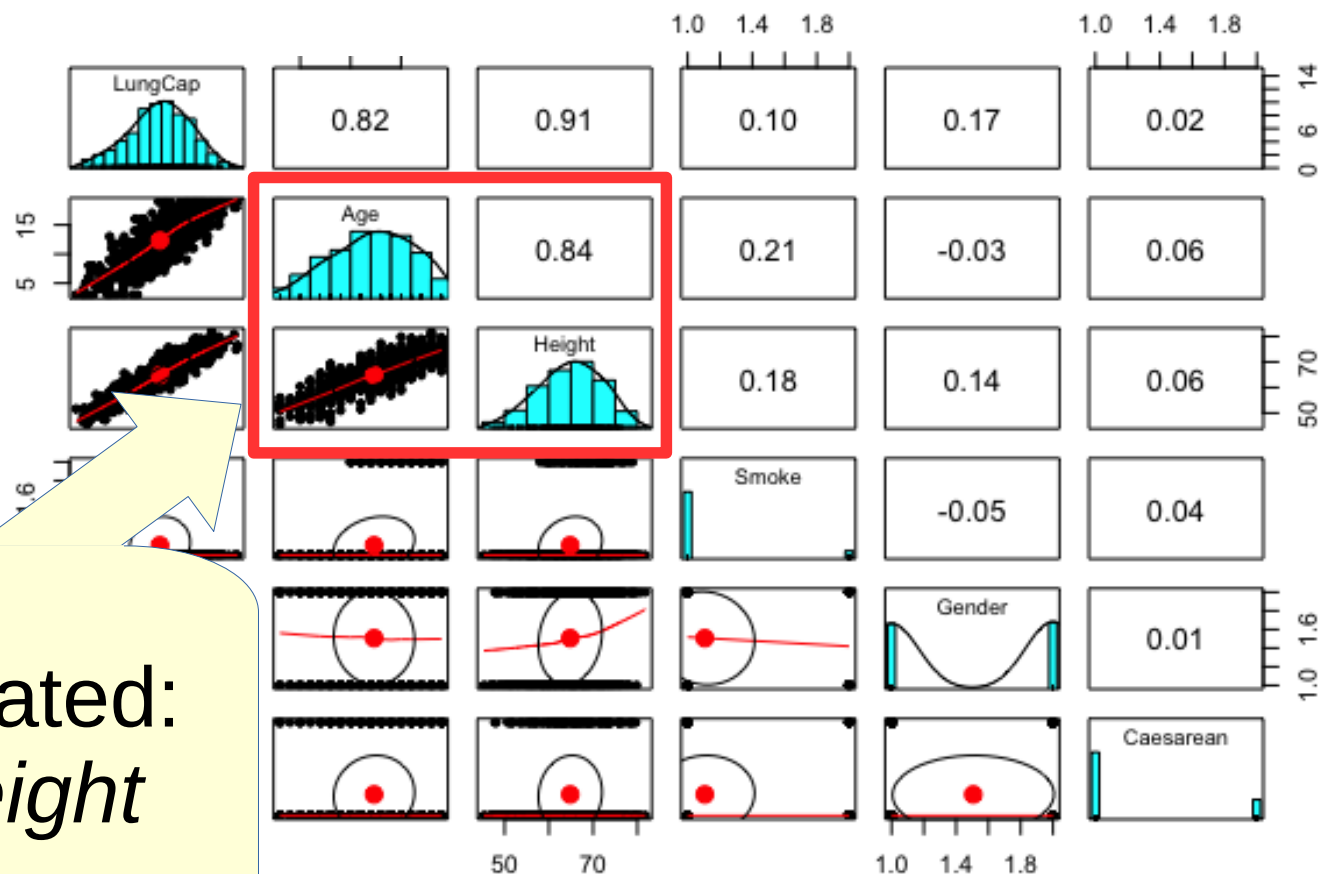 1.0 1.4 1.8 1.0 1.4 1.8
LungCap 0.82 0.91 0.10 0.17 0.02 0 6 14
5 15 Age 0.84 0.21 -0.03 0.06
Height 0.18 0.14 0.06 50 70
Smoke -0.05 0.04
Gender 0.01 1.0 1.6
ated:
Caesarean
eight
50 70 1.0 1.4 1.8